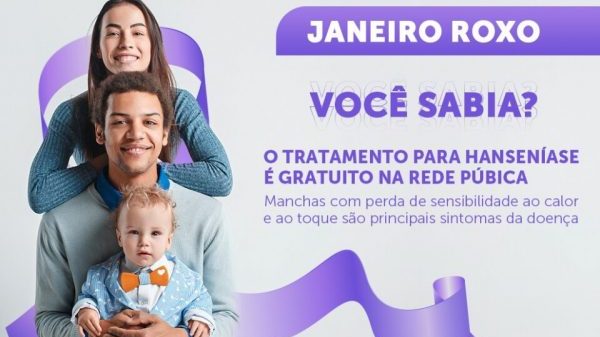 JANEIRO ROXO
VOCÊ SABIA?
O TRATAMENTO PARA HANSENÍASE
É GRATUITO NA REDE PÚBICA
Manchas com perda de sensibilidade ao calor
e ao toque são principais sintomas da doença